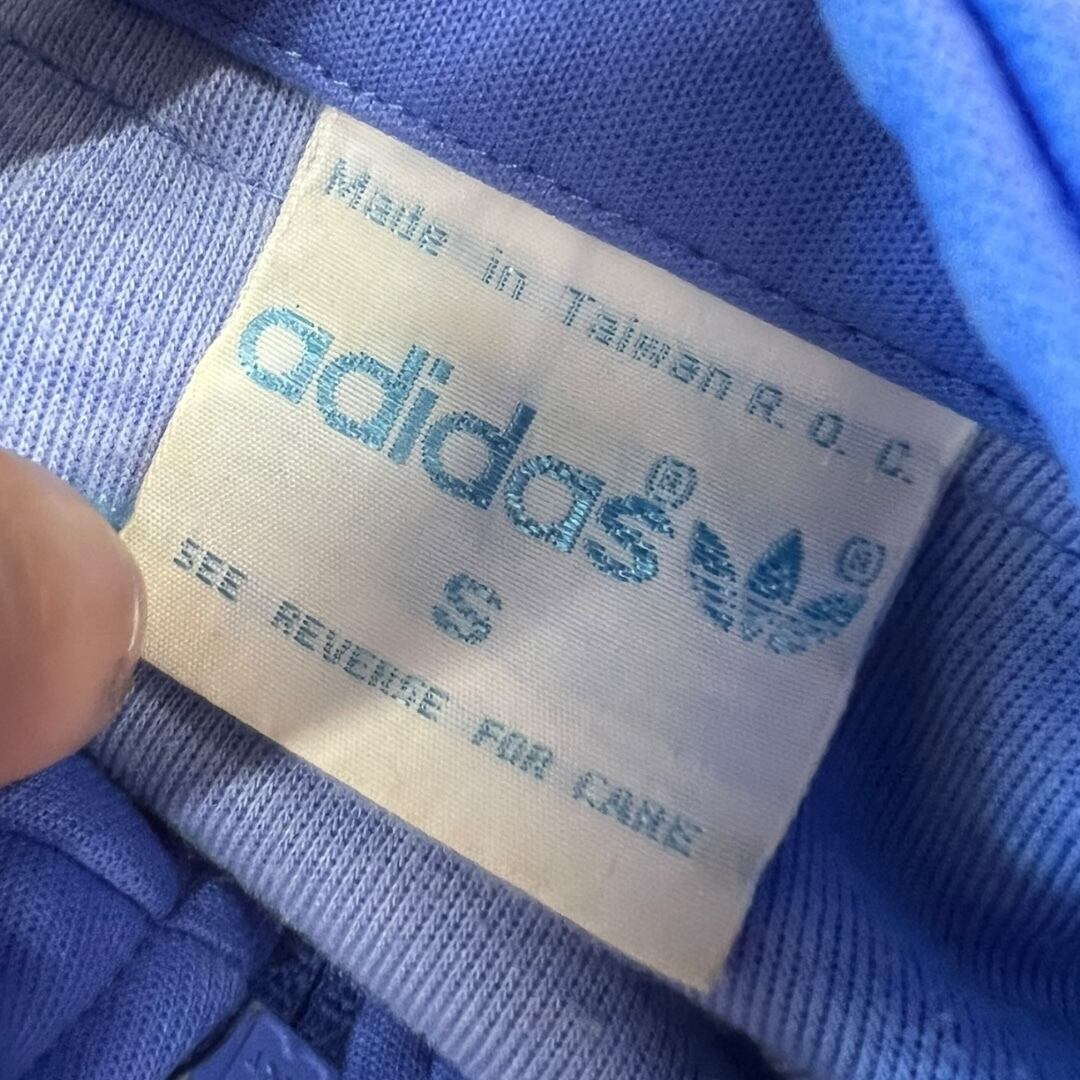 Made in Taiwan R. O. C.
adidas® ®
S
SEE REVERSE FOR CARE